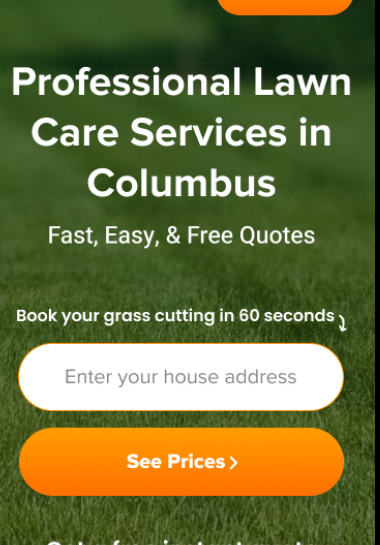 Professional Lawn
Care Services in
Columbus
Fast, Easy, & Free Quotes
Book your grass cutting in 60 seconds
Enter your house address
See Prices